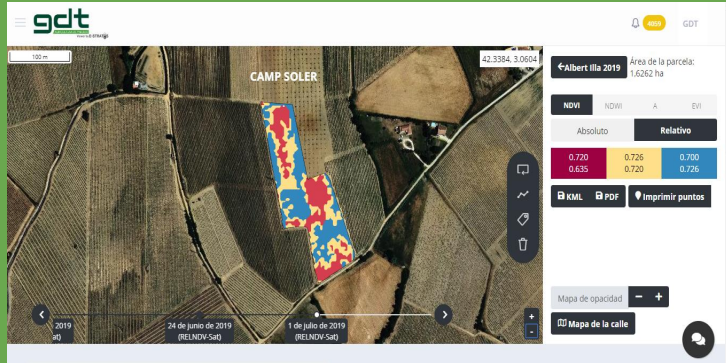 gdt
4059
GDT
100 m
42.3384, 3.0604
CAMP SOLER
Albert Illa 2019
Área de la parcela:
1.6262 ha
NDVI NDWI A EVI
Absoluto Relativo
0.720 0.726 0.700
0.635 0.720 0.726
KML PDF Imprimir puntos
Mapa de opacidad - +
Mapa de la calle
2019 24 de junio de 2019 1 de julio de 2019
at) (RELNDV-Sat) (RELNDV-Sat)
+
-